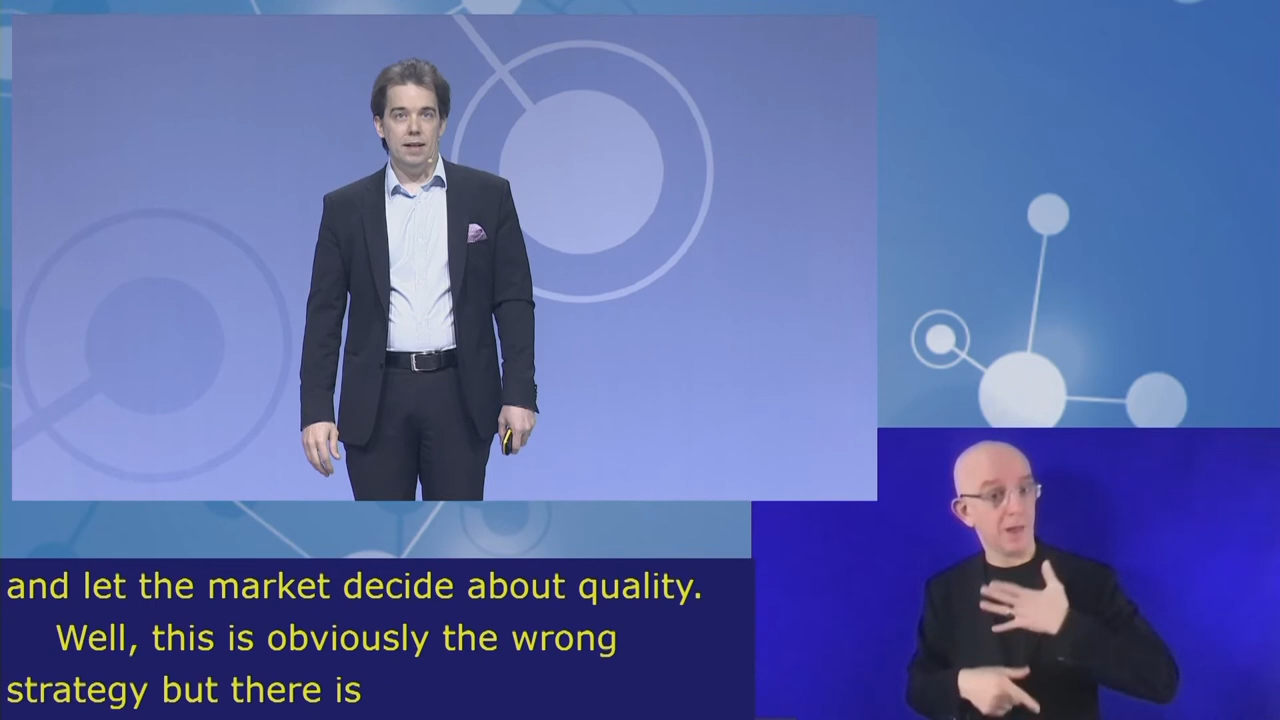 and let the market decide about quality.
Well, this is obviously the wrong
strategy but there is